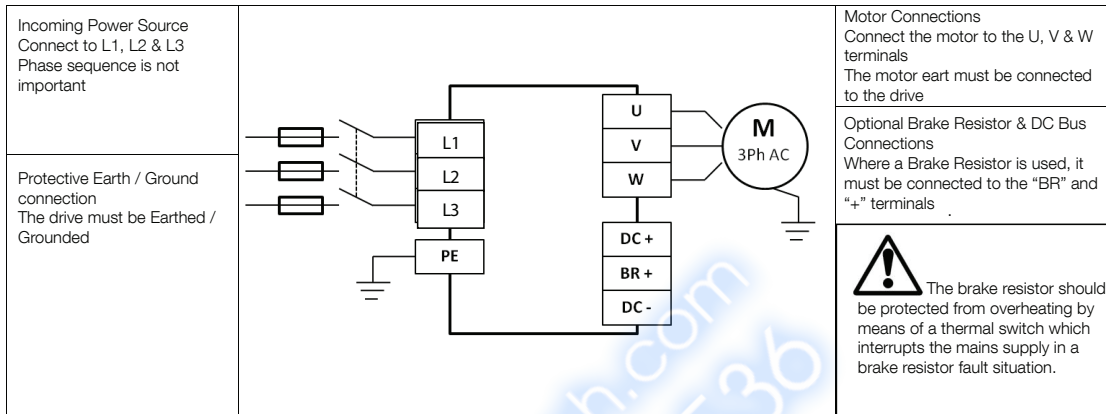 Incoming Power Source
Connect to L1, L2 & L3
Phase sequence is not
important
Protective Earth / Ground
connection
The drive must be Earthed /
Grounded
L1
L2
L3
PE
U
V
W
DC +
BR +
DC -
M
3Ph AC
Motor Connections
Connect the motor to the U, V & W
terminals
The motor eart must be connected
to the drive
Optional Brake Resistor & DC Bus
Connections
Where a Brake Resistor is used, it
must be connected to the “BR” and
“+” terminals
.
The brake resistor should
be protected from overheating by
means of a thermal switch which
interrupts the mains supply in a
brake resistor fault situation.
h.com
-36